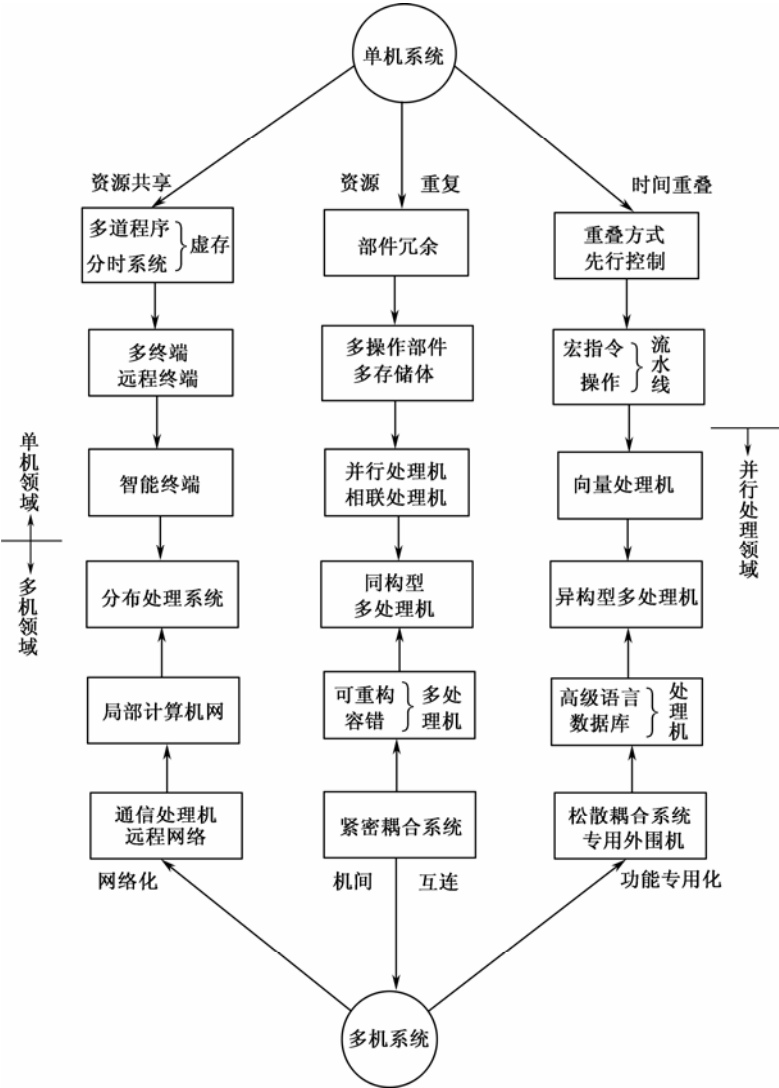 单机系统
资源共享
资源 重复
时间重叠
多道程序
分时系统
虚存
部件冗余
重叠方式
先行控制
多终端
远程终端
多操作部件
多存储体
宏指令
操作
流水线
单机领域
智能终端
并行处理机
相联处理机
向量处理机
并行处理领域
多机领域
分布处理系统
同构型
多处理机
异构型多处理机
局部计算机网
可重构
容错
多处
理机
高级语言
数据库
处理机
通信处理机
远程网络
紧密耦合系统
松散耦合系统
专用外围机
网络化
机间 互连
功能专用化
多机系统